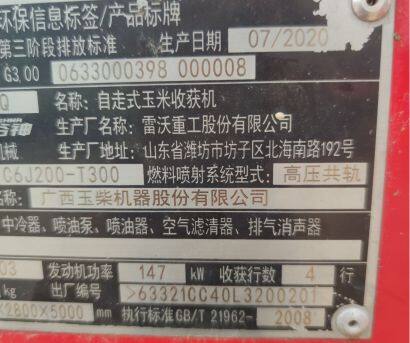 环保信息标签/产品标牌
第三阶段排放标准 生产日期 07/2020
G3,00 0633000398 000008
Q 名称: 自走式玉米收获机
谷神 生产厂名称: 雷沃重工股份有限公司
机械 生产厂地址: 山东省潍坊市坊子区北海南路192号
C6J200-T300 燃料喷射系统型式: 高压共轨
广西玉柴机器股份有限公司
中冷器、喷油泵、喷油器、空气滤清器、排气消声器
03 发动机功率 147 kW 收获行数 4 行
kg 出厂编号 >63321CC40L3200201
X2800X5000 mm 执行标准GB/T 21962- 2008